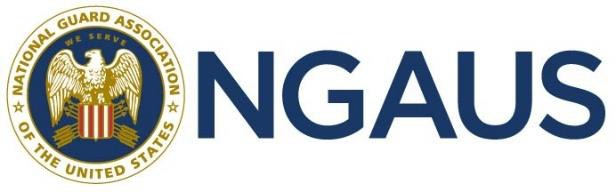 NATIONAL GUARD ASSOCIATION
WE SERVE
OF THE UNITED STATES
NGAUS